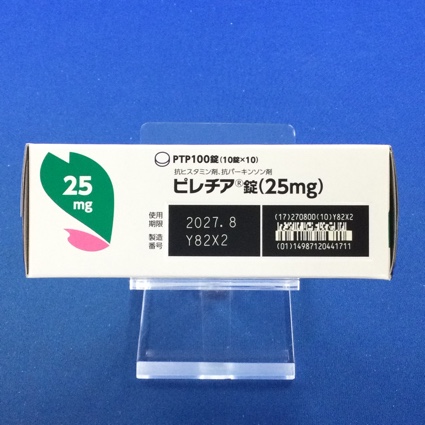 PTP100錠(10錠×10)
抗ヒスタミン剤、抗パーキンソン剤
ピレチア®錠(25mg)
25
mg
使用
期限
2027.8
製造
番号
Y82X2
(17)270800(10)Y82X2
(01)14987120441711